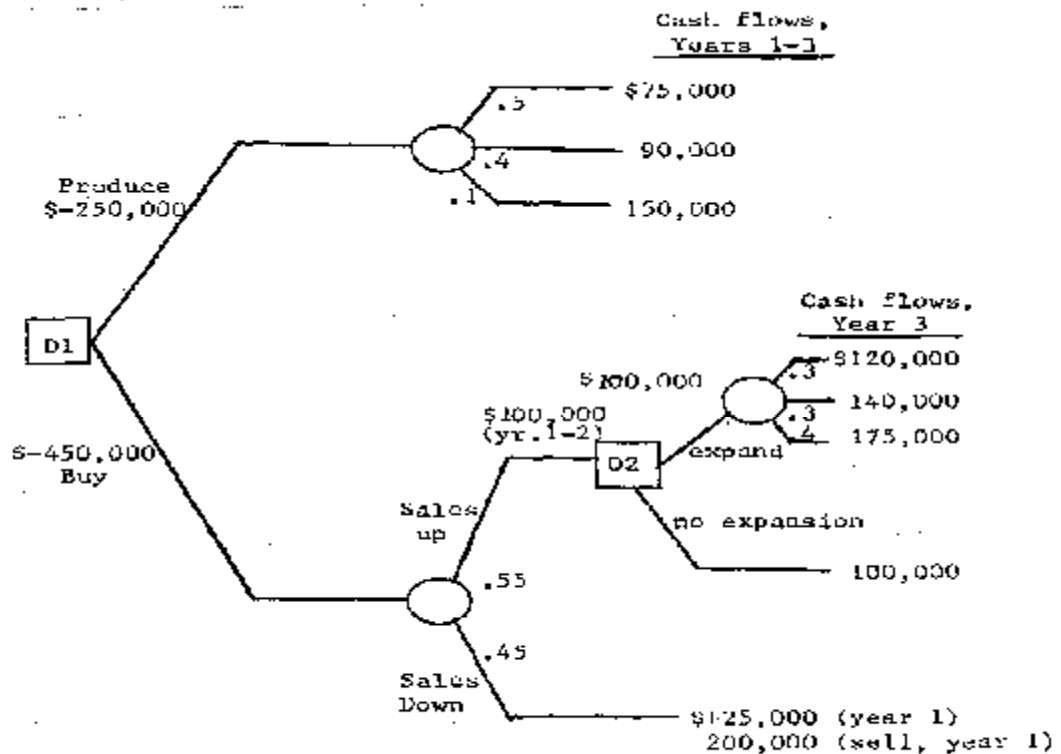 Cash flows,
Years 1-3
$75,000
.5
90,000
.4
.1
150,000
Produce
$-250,000
D1
$-450,000
Buy
Cash flows,
Year 3
$120,000
.3
$100,000
140,000
.3
175,000
.4
$100,000
(yr.1-2)
D2
expand
no expansion
100,000
Sales
up
.55
.45
Sales
Down
(year 1)
200,000 (sell, year 1)